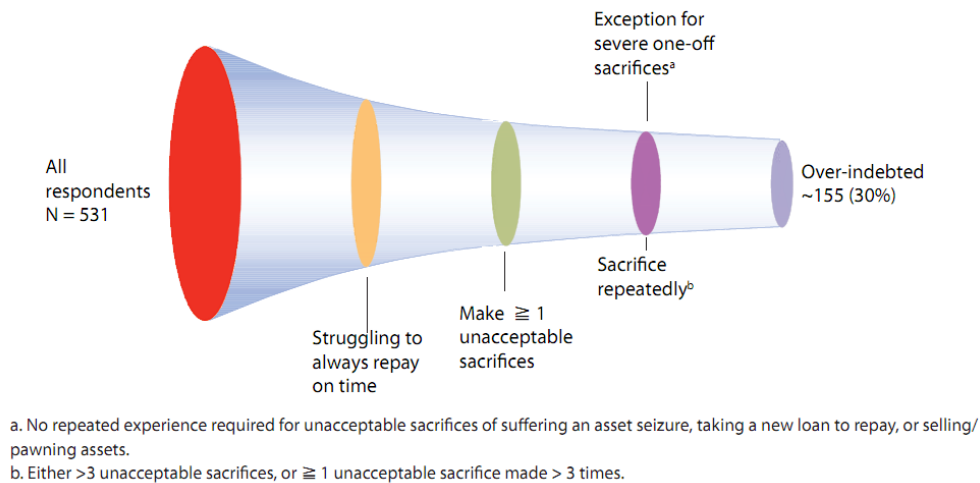 Exception for
severe one-off
sacrificesᵃ
All
respondents
N = 531
Over-indebted
~155 (30%)
Sacrifice
repeatedlyᵇ
Make ≧ 1
unacceptable
sacrifices
Struggling to
always repay
on time
a. No repeated experience required for unacceptable sacrifices of suffering an asset seizure, taking a new loan to repay, or selling/
pawning assets.
b. Either >3 unacceptable sacrifices, or ≧ 1 unacceptable sacrifice made > 3 times.